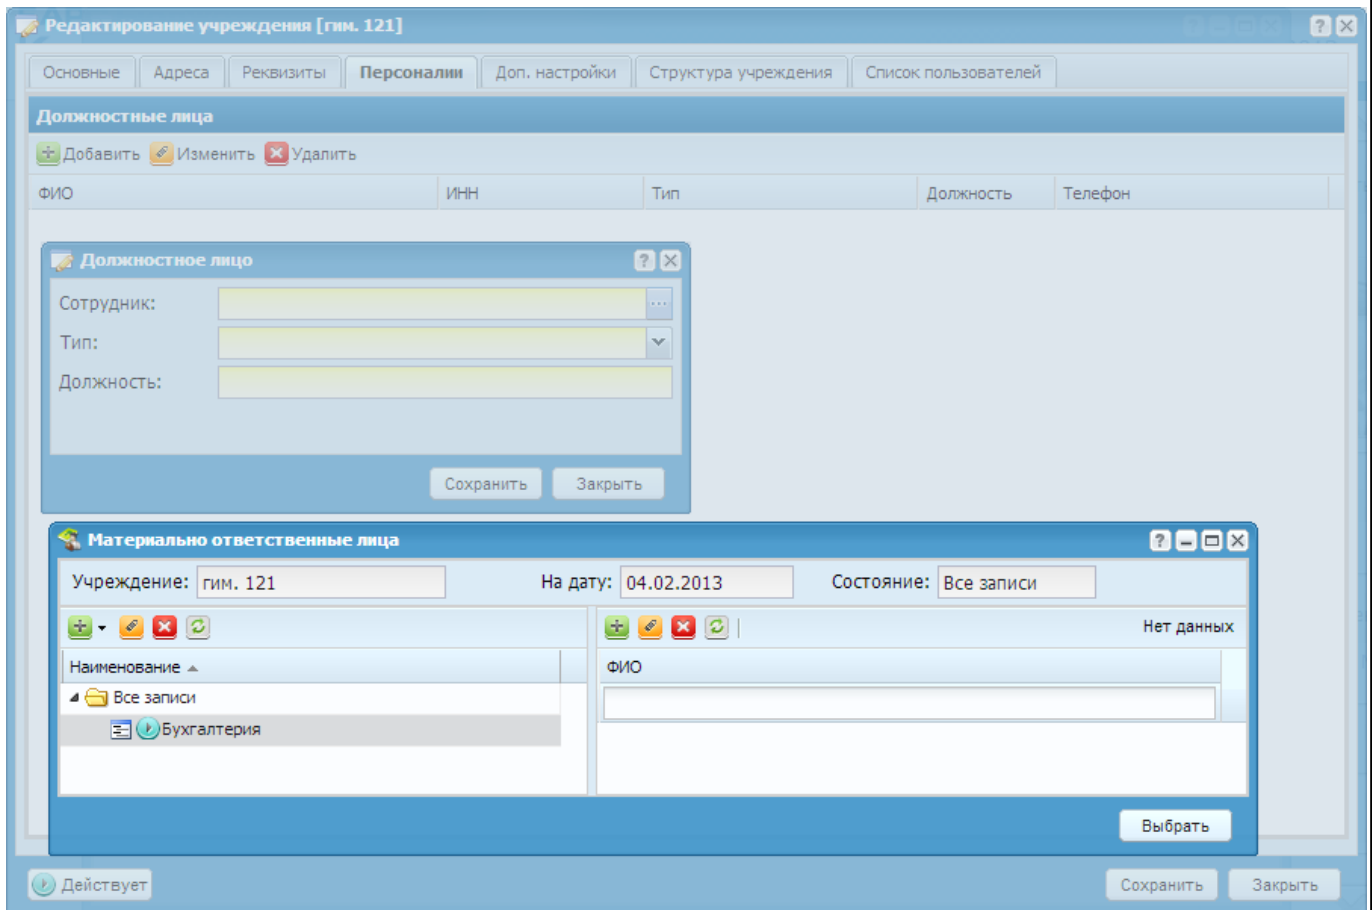 Редактирование учреждения [гим. 121]
Основные Адреса Реквизиты Персоналии Доп. настройки Структура учреждения Список пользователей
Должностные лица
Добавить Изменить Удалить
ФИО ИНН Тип Должность Телефон
Должностное лицо
Сотрудник:
Тип:
Должность:
Сохранить Закрыть
Материально ответственные лица
Учреждение: гим. 121 На дату: 04.02.2013 Состояние: Все записи
Нет данных
Наименование ФИО
Все записи
Бухгалтерия
Выбрать
Действует Сохранить Закрыть